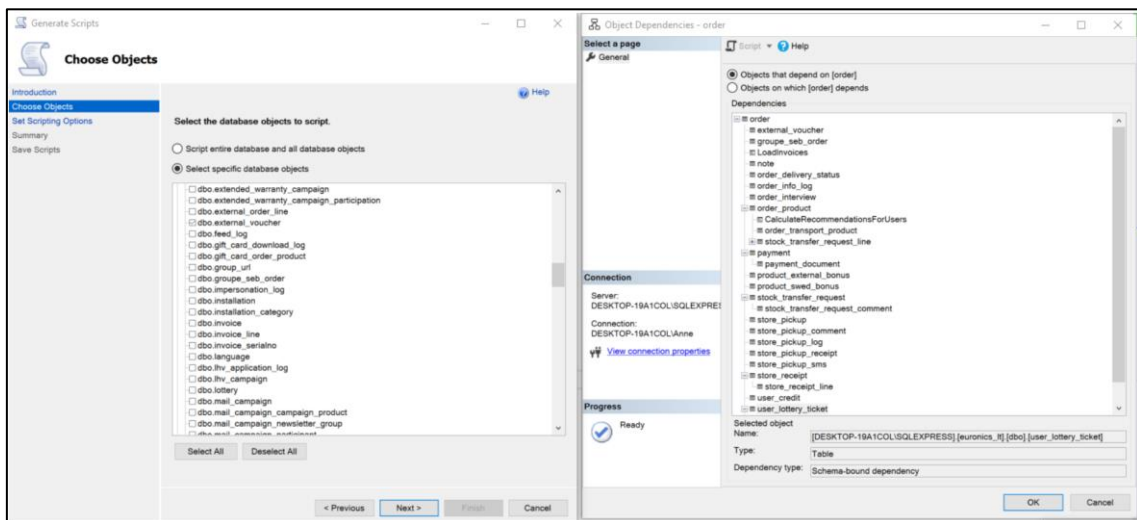 Generate Scripts
Choose Objects
Introduction
Choose Objects
Set Scripting Options
Summary
Save Scripts
Help
Select the database objects to script.
Script entire database and all database objects
Select specific database objects
dbo.extended_warranty_campaign
dbo.extended_warranty_campaign_participation
dbo.external_order_line
dbo.external_voucher
dbo.feed_log
dbo.gift_card_download_log
dbo.gift_card_order_product
dbo.group_url
dbo.groupe_seb_order
dbo.impersonation_log
dbo.installation
dbo.installation_category
dbo.invoice
dbo.invoice_line
dbo.invoice_serialno
dbo.language
dbo.lhv_application_log
dbo.lhv_campaign
dbo.lottery
dbo.mail_campaign
dbo.mail_campaign_campaign_product
dbo.mail_campaign_newsletter_group
dbo.mail_campaign_participant
Select All Deselect All
< Previous Next > Finish Cancel
Object Dependencies - order
Select a page
General
Script Help
Objects that depend on [order]
Objects on which [order] depends
Dependencies
order
external_voucher
groupe_seb_order
LoadInvoices
note
order_delivery_status
order_info_log
order_interview
order_product
CalculateRecommendationsForUsers
order_transport_product
stock_transfer_request_line
payment
payment_document
product_external_bonus
product_swed_bonus
stock_transfer_request
stock_transfer_request_comment
store_pickup
store_pickup_comment
store_pickup_log
store_pickup_receipt
store_pickup_sms
store_receipt
store_receipt_line
user_credit
user_lottery_ticket
Connection
Server:
DESKTOP-19A1COL\SQLEXPRES
Connection:
DESKTOP-19A1COL\Anne
View connection properties
Progress
Ready
Selected object
Name: [DESKTOP-19A1COL\SQLEXPRESS].[euronics_lt].[dbo].[user_lottery_ticket]
Type: Table
Dependency type: Schema-bound dependency
OK Cancel